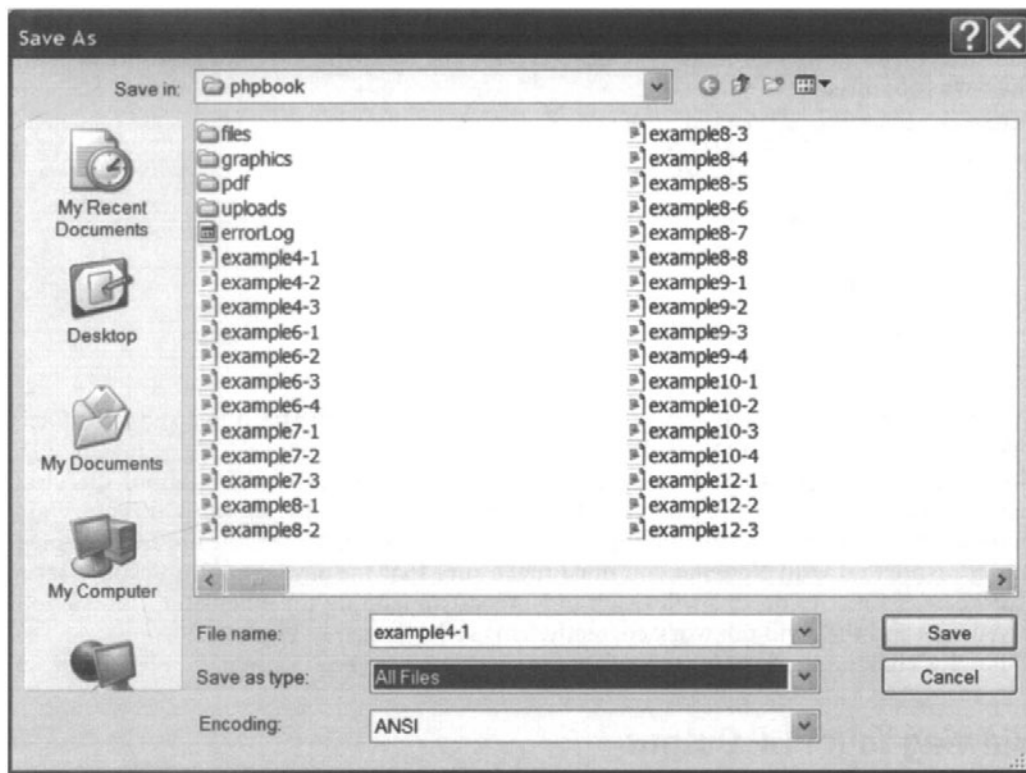 Save As
Save in: phpbook
My Recent
Documents
Desktop
My Documents
My Computer
files
graphics
pdf
uploads
errorLog
example4-1
example4-2
example4-3
example6-1
example6-2
example6-3
example6-4
example7-1
example7-2
example7-3
example8-1
example8-2
example8-3
example8-4
example8-5
example8-6
example8-7
example8-8
example9-1
example9-2
example9-3
example9-4
example10-1
example10-2
example10-3
example10-4
example12-1
example12-2
example12-3
File name: example4-1 Save
Save as type: All Files Cancel
Encoding: ANSI